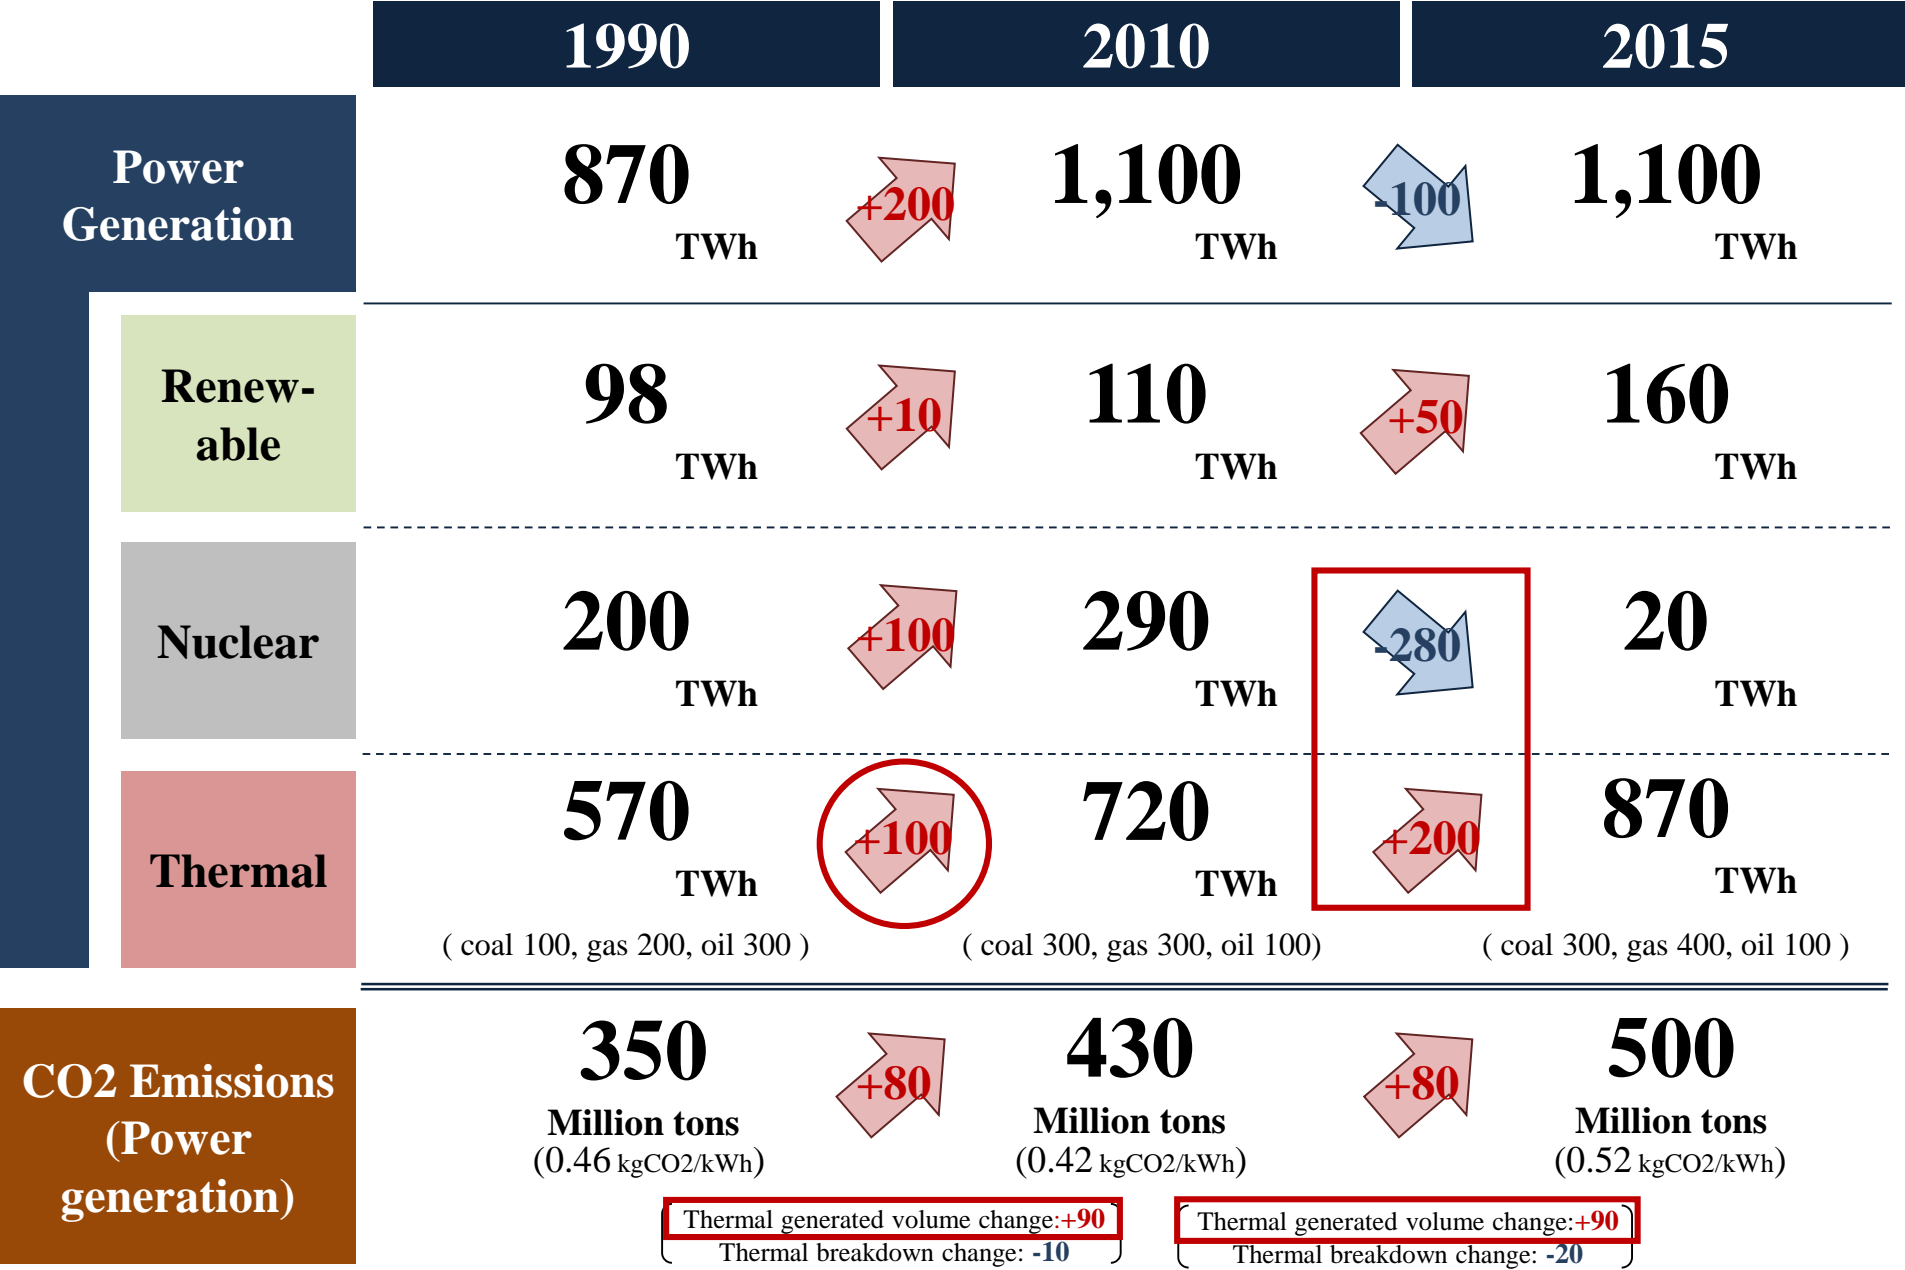 1990 2010 2015
Power
Generation
870 +200 1,100 -100 1,100
TWh TWh TWh
Renew-
able
98 +10 110 +50 160
TWh TWh TWh
Nuclear
200 +100 290 -280 20
TWh TWh TWh
Thermal
570 +100 720 +200 870
TWh TWh TWh
( coal 100, gas 200, oil 300 ) ( coal 300, gas 300, oil 100) ( coal 300, gas 400, oil 100 )
CO2 Emissions
(Power
generation)
350 +80 430 +80 500
Million tons Million tons Million tons
(0.46 kgCO2/kWh) (0.42 kgCO2/kWh) (0.52 kgCO2/kWh)
Thermal generated volume change:+90 Thermal generated volume change:+90
Thermal breakdown change: -10 Thermal breakdown change: -20